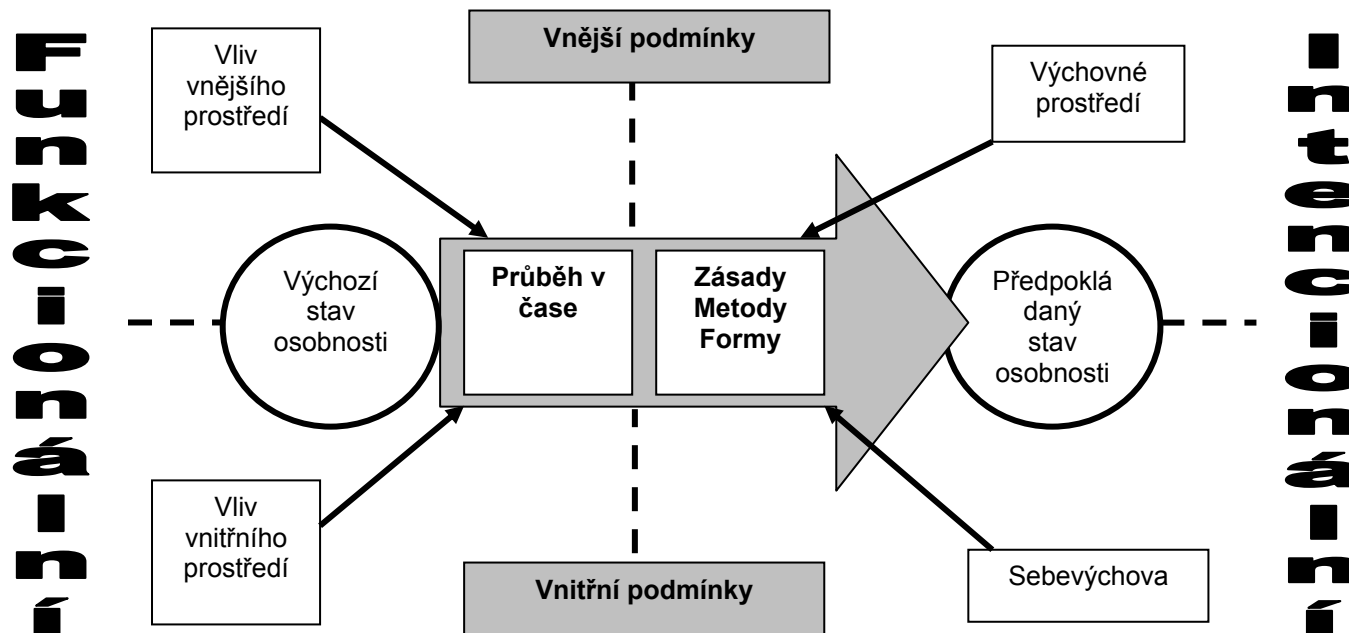 Funkcionální
Vliv
vnějšího
prostředí
Vnější podmínky
Výchovné
prostředí
Intencionální
Výchozí
stav
osobnosti
Průběh v
čase
Zásady
Metody
Formy
Předpoklá
daný
stav
osobnosti
Vliv
vnitřního
prostředí
Vnitřní podmínky
Sebevýchova